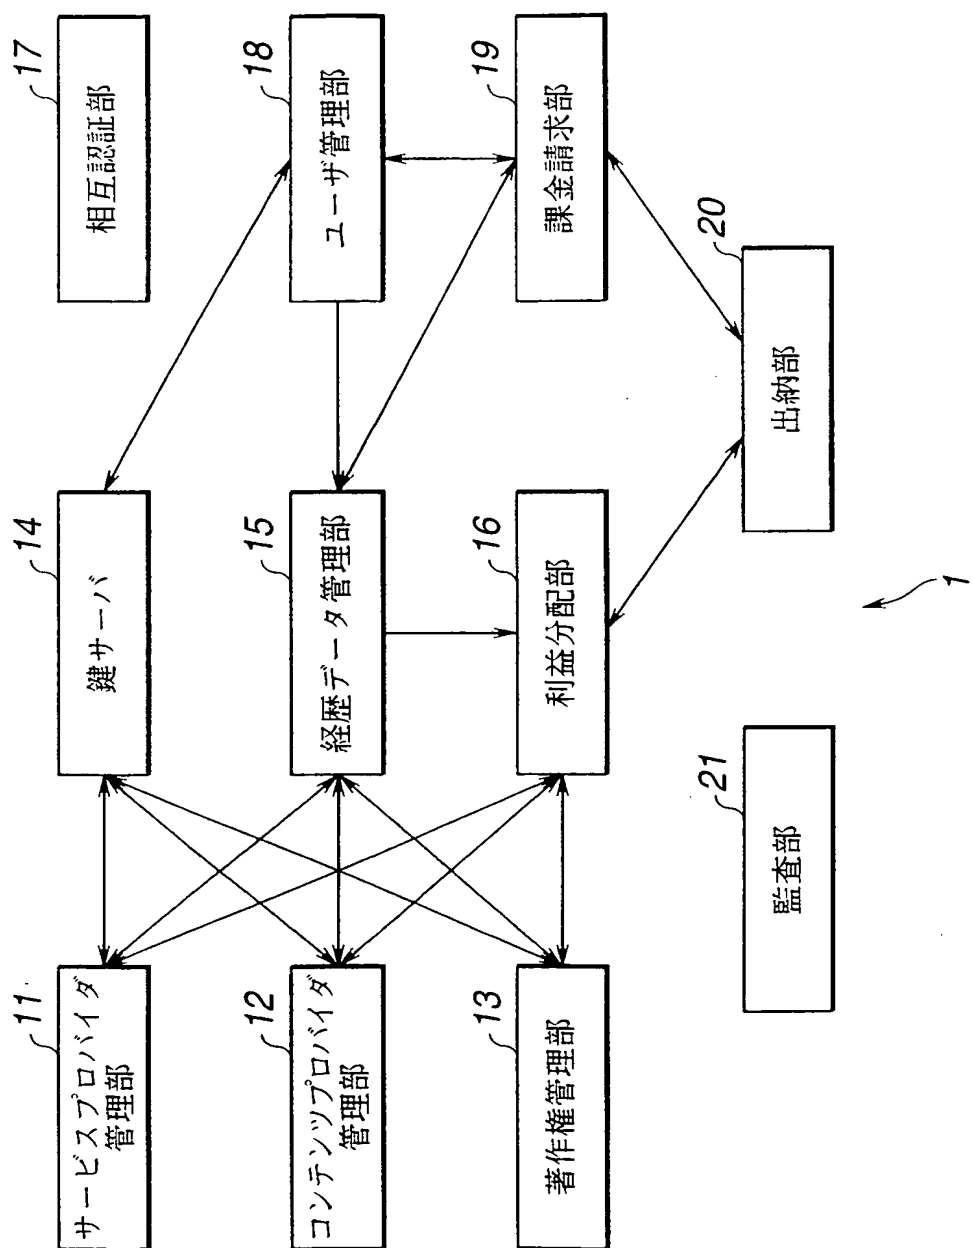 11
サービスプロバイダ
管理部
14
鍵サーバ
17
相互認証部
12
コンテンツプロバイダ
管理部
15
経歴データ管理部
18
ユーザ管理部
13
著作権管理部
16
利益分配部
19
課金請求部
21
監査部
20
出納部
1